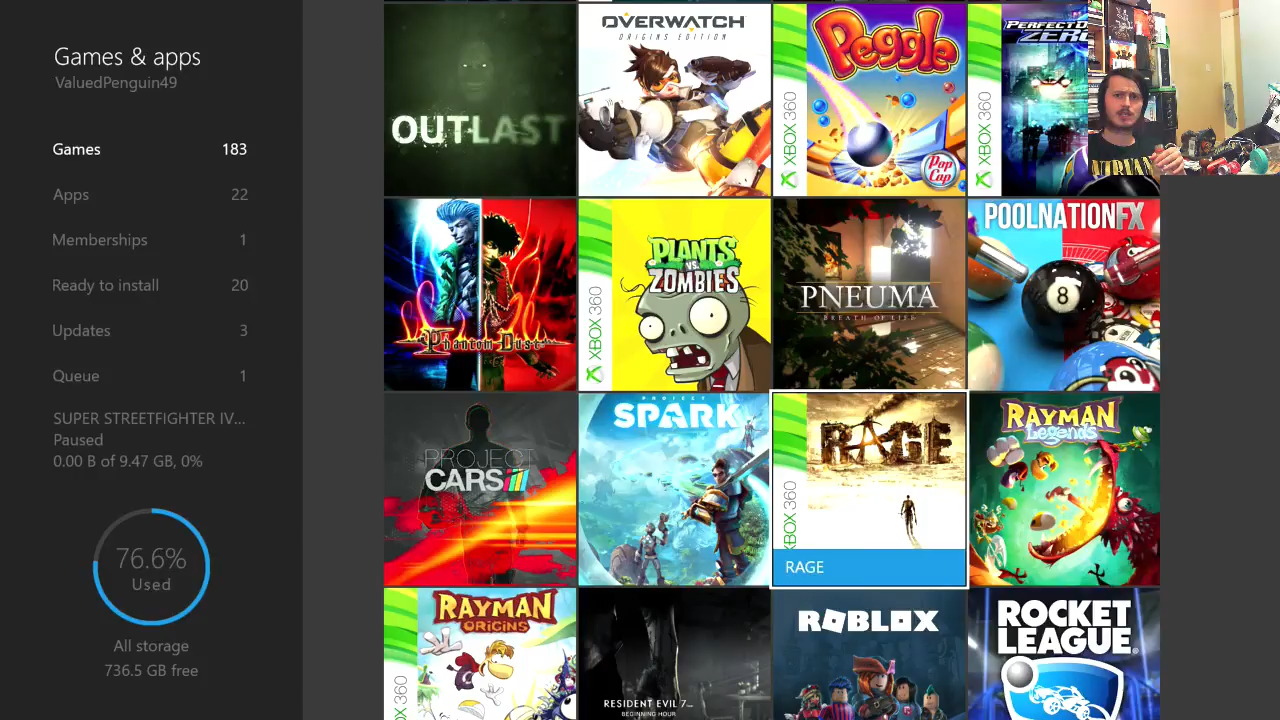 Games & apps
ValuedPenguin49
Games 183
Apps 22
Memberships 1
Ready to install 20
Updates 3
Queue 1
SUPER STREETFIGHTER IV...
Paused
0.00 B of 9.47 GB, 0%
76.6%
Used
All storage
736.5 GB free
OUTLAST
OVERWATCH
ORIGINS EDITION
XBOX 360
Peggle
Pop
Cap
XBOX 360
PERFECT D
ZER
Phantom Dust
XBOX 360
PLANTS
VS.
ZOMBIES
PNEUMA
BREATH OF LIFE
POOLNATIONFX
8
PROJECT
CARS
PROJECT
SPARK
XBOX 360
RAGE
RAGE
RAYMAN
Legends
XBOX 360
RAYMAN
ORIGINS
RESIDENT EVIL 7
BEGINNING HOUR
ROBLOX
ROCKET
LEAGUE